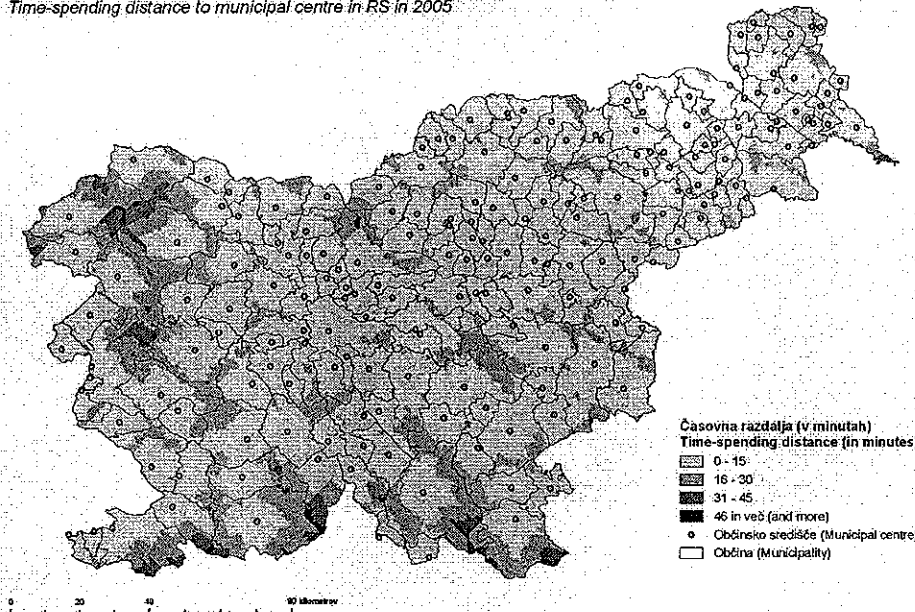 Time-spending distance to municipal centre in RS in 2005
Časovna razdalja (v minutah)
Time-spending distance (in minutes
0 - 15
16 - 30
31 - 45
46 in več (and more)
Občinsko središče (Municipal centre
Občina (Municipality)
0 20 40 80 kilometrov